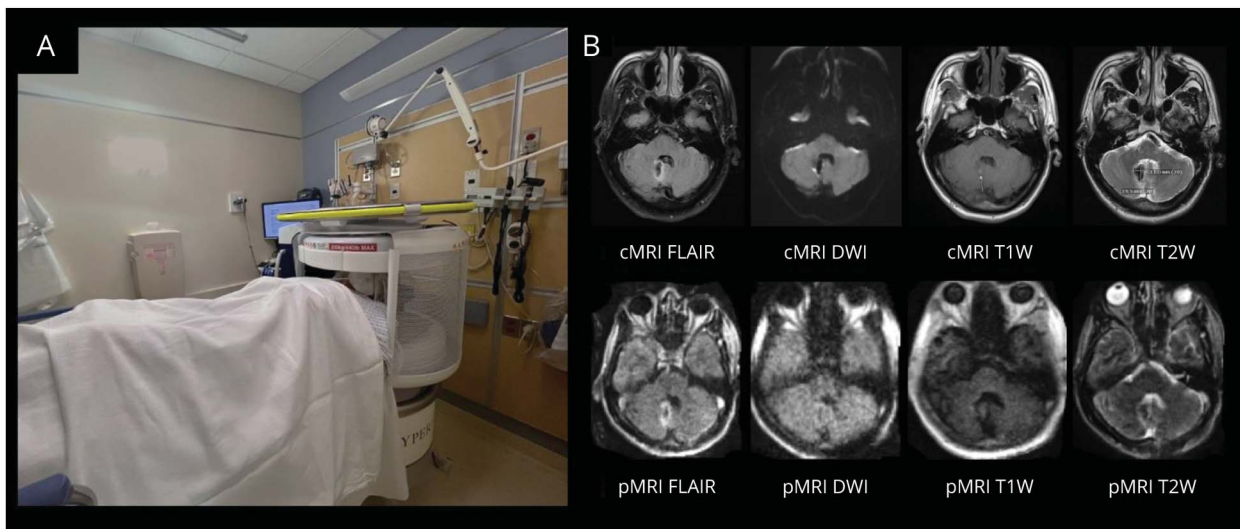 A
B
cMRI FLAIR
cMRI DWI
cMRI T1W
cMRI T2W
pMRI FLAIR
pMRI DWI
pMRI T1W
pMRI T2W